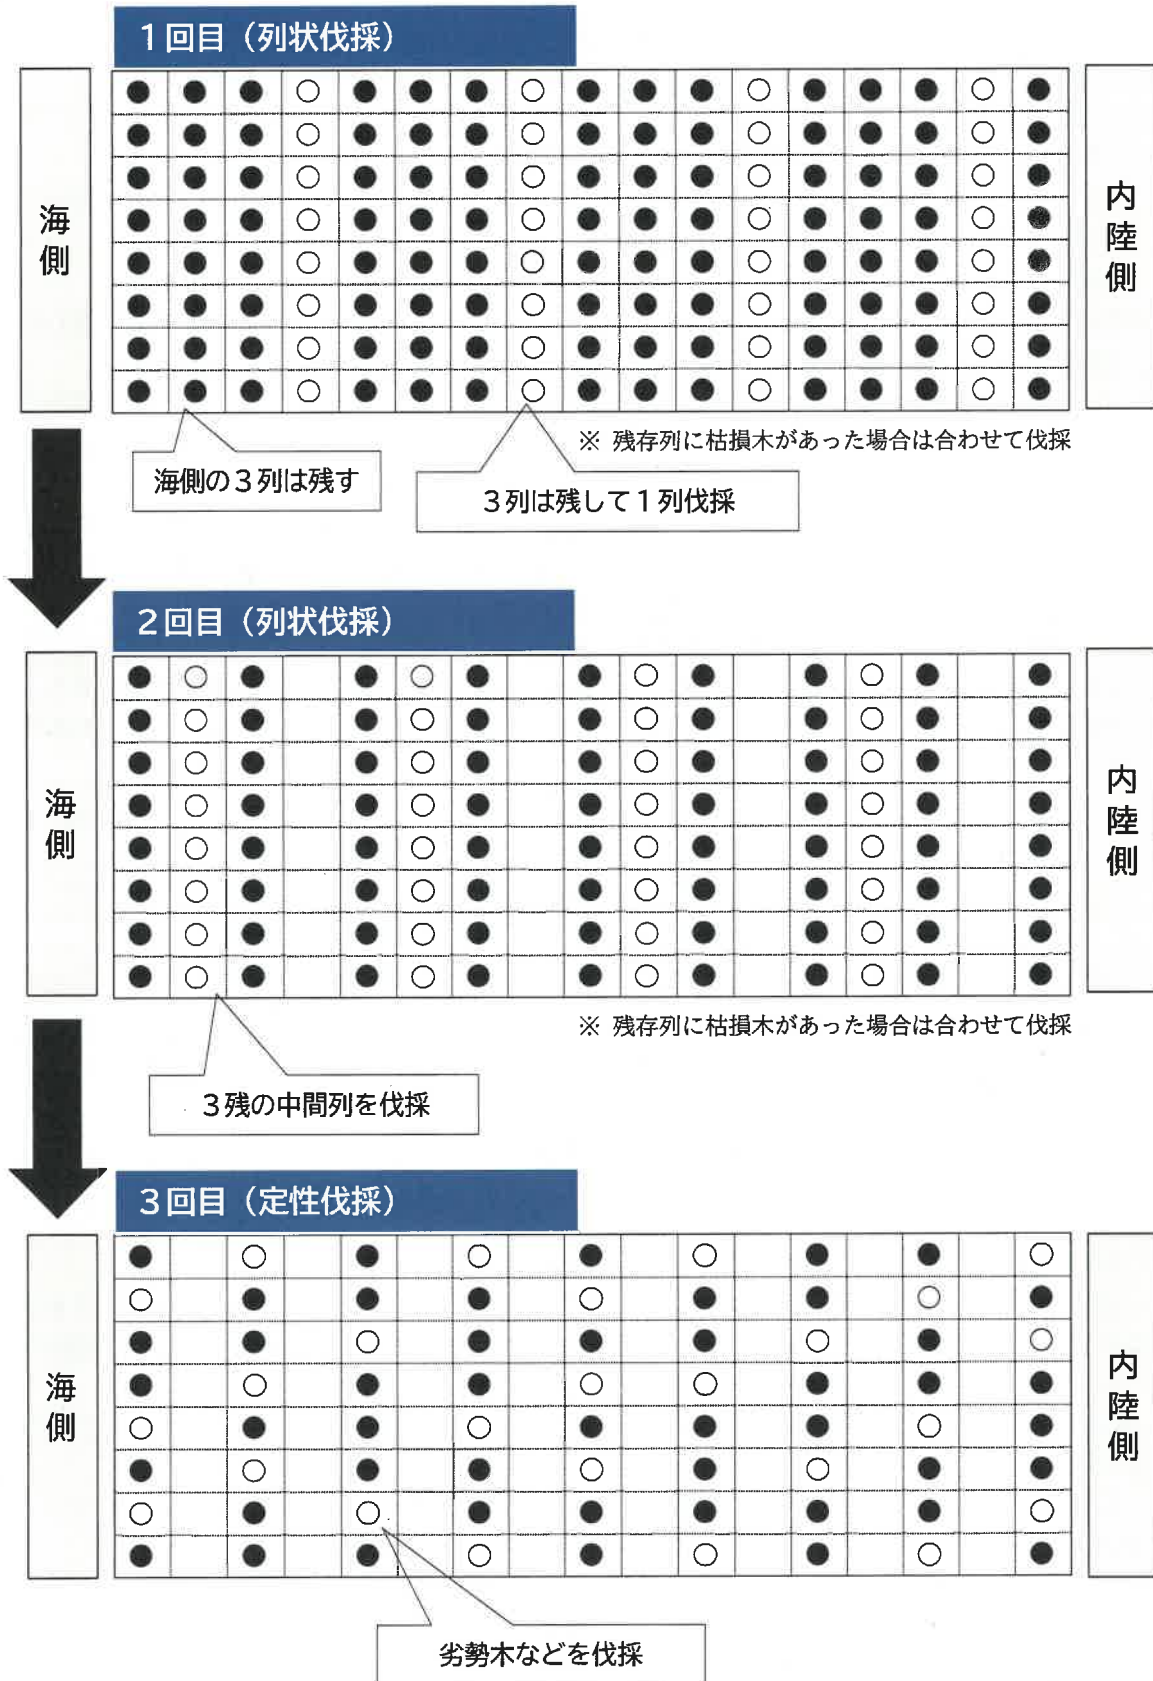 1回目（列状伐採）
海側
内陸側
※ 残存列に枯損木があった場合は合わせて伐採
海側の3列は残す
3列は残して1列伐採
2回目（列状伐採）
海側
内陸側
※ 残存列に枯損木があった場合は合わせて伐採
3残の中間列を伐採
3回目（定性伐採）
海側
内陸側
劣勢木などを伐採